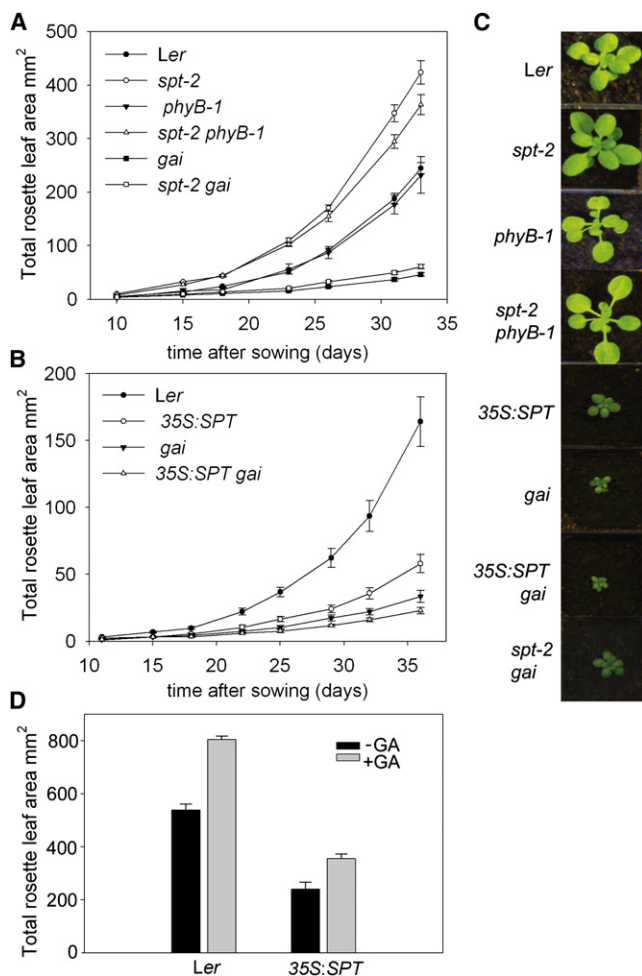 A
Total rosette leaf area mm²
500
400
300
200
100
0
Ler
spt-2
phyB-1
spt-2 phyB-1
gai
spt-2 gai
10 15 20 25 30 35
time after sowing (days)
B
Total rosette leaf area mm²
200
150
100
50
0
Ler
35S:SPT
gai
35S:SPT gai
15 20 25 30 35
time after sowing (days)
C
Ler
spt-2
phyB-1
spt-2
phyB-1
35S:SPT
gai
35S:SPT
gai
spt-2
gai
D
Total rosette leaf area mm²
800
600
400
200
0
-GA
+GA
Ler 35S:SPT